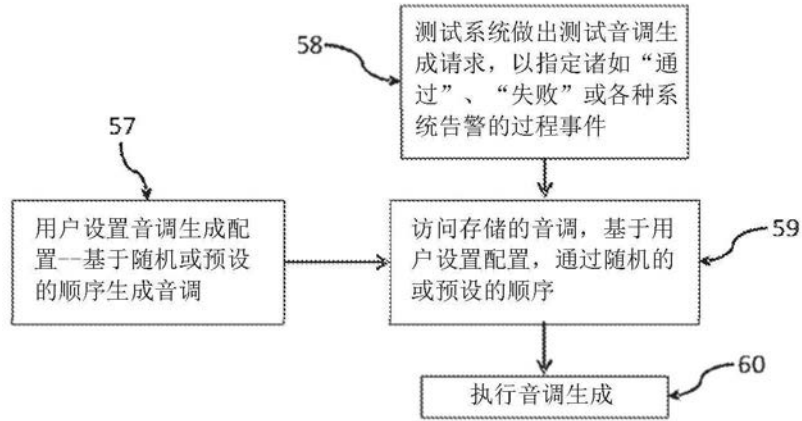 58
测试系统做出测试音调生
成请求，以指定诸如“通
过”、“失败”或各种系
统告警的过程事件
57
用户设置音调生成配
置--基于随机或预设
的顺序生成音调
访问存储的音调，基于用
户设置配置，通过随机的
或预设的顺序
59
执行音调生成
60